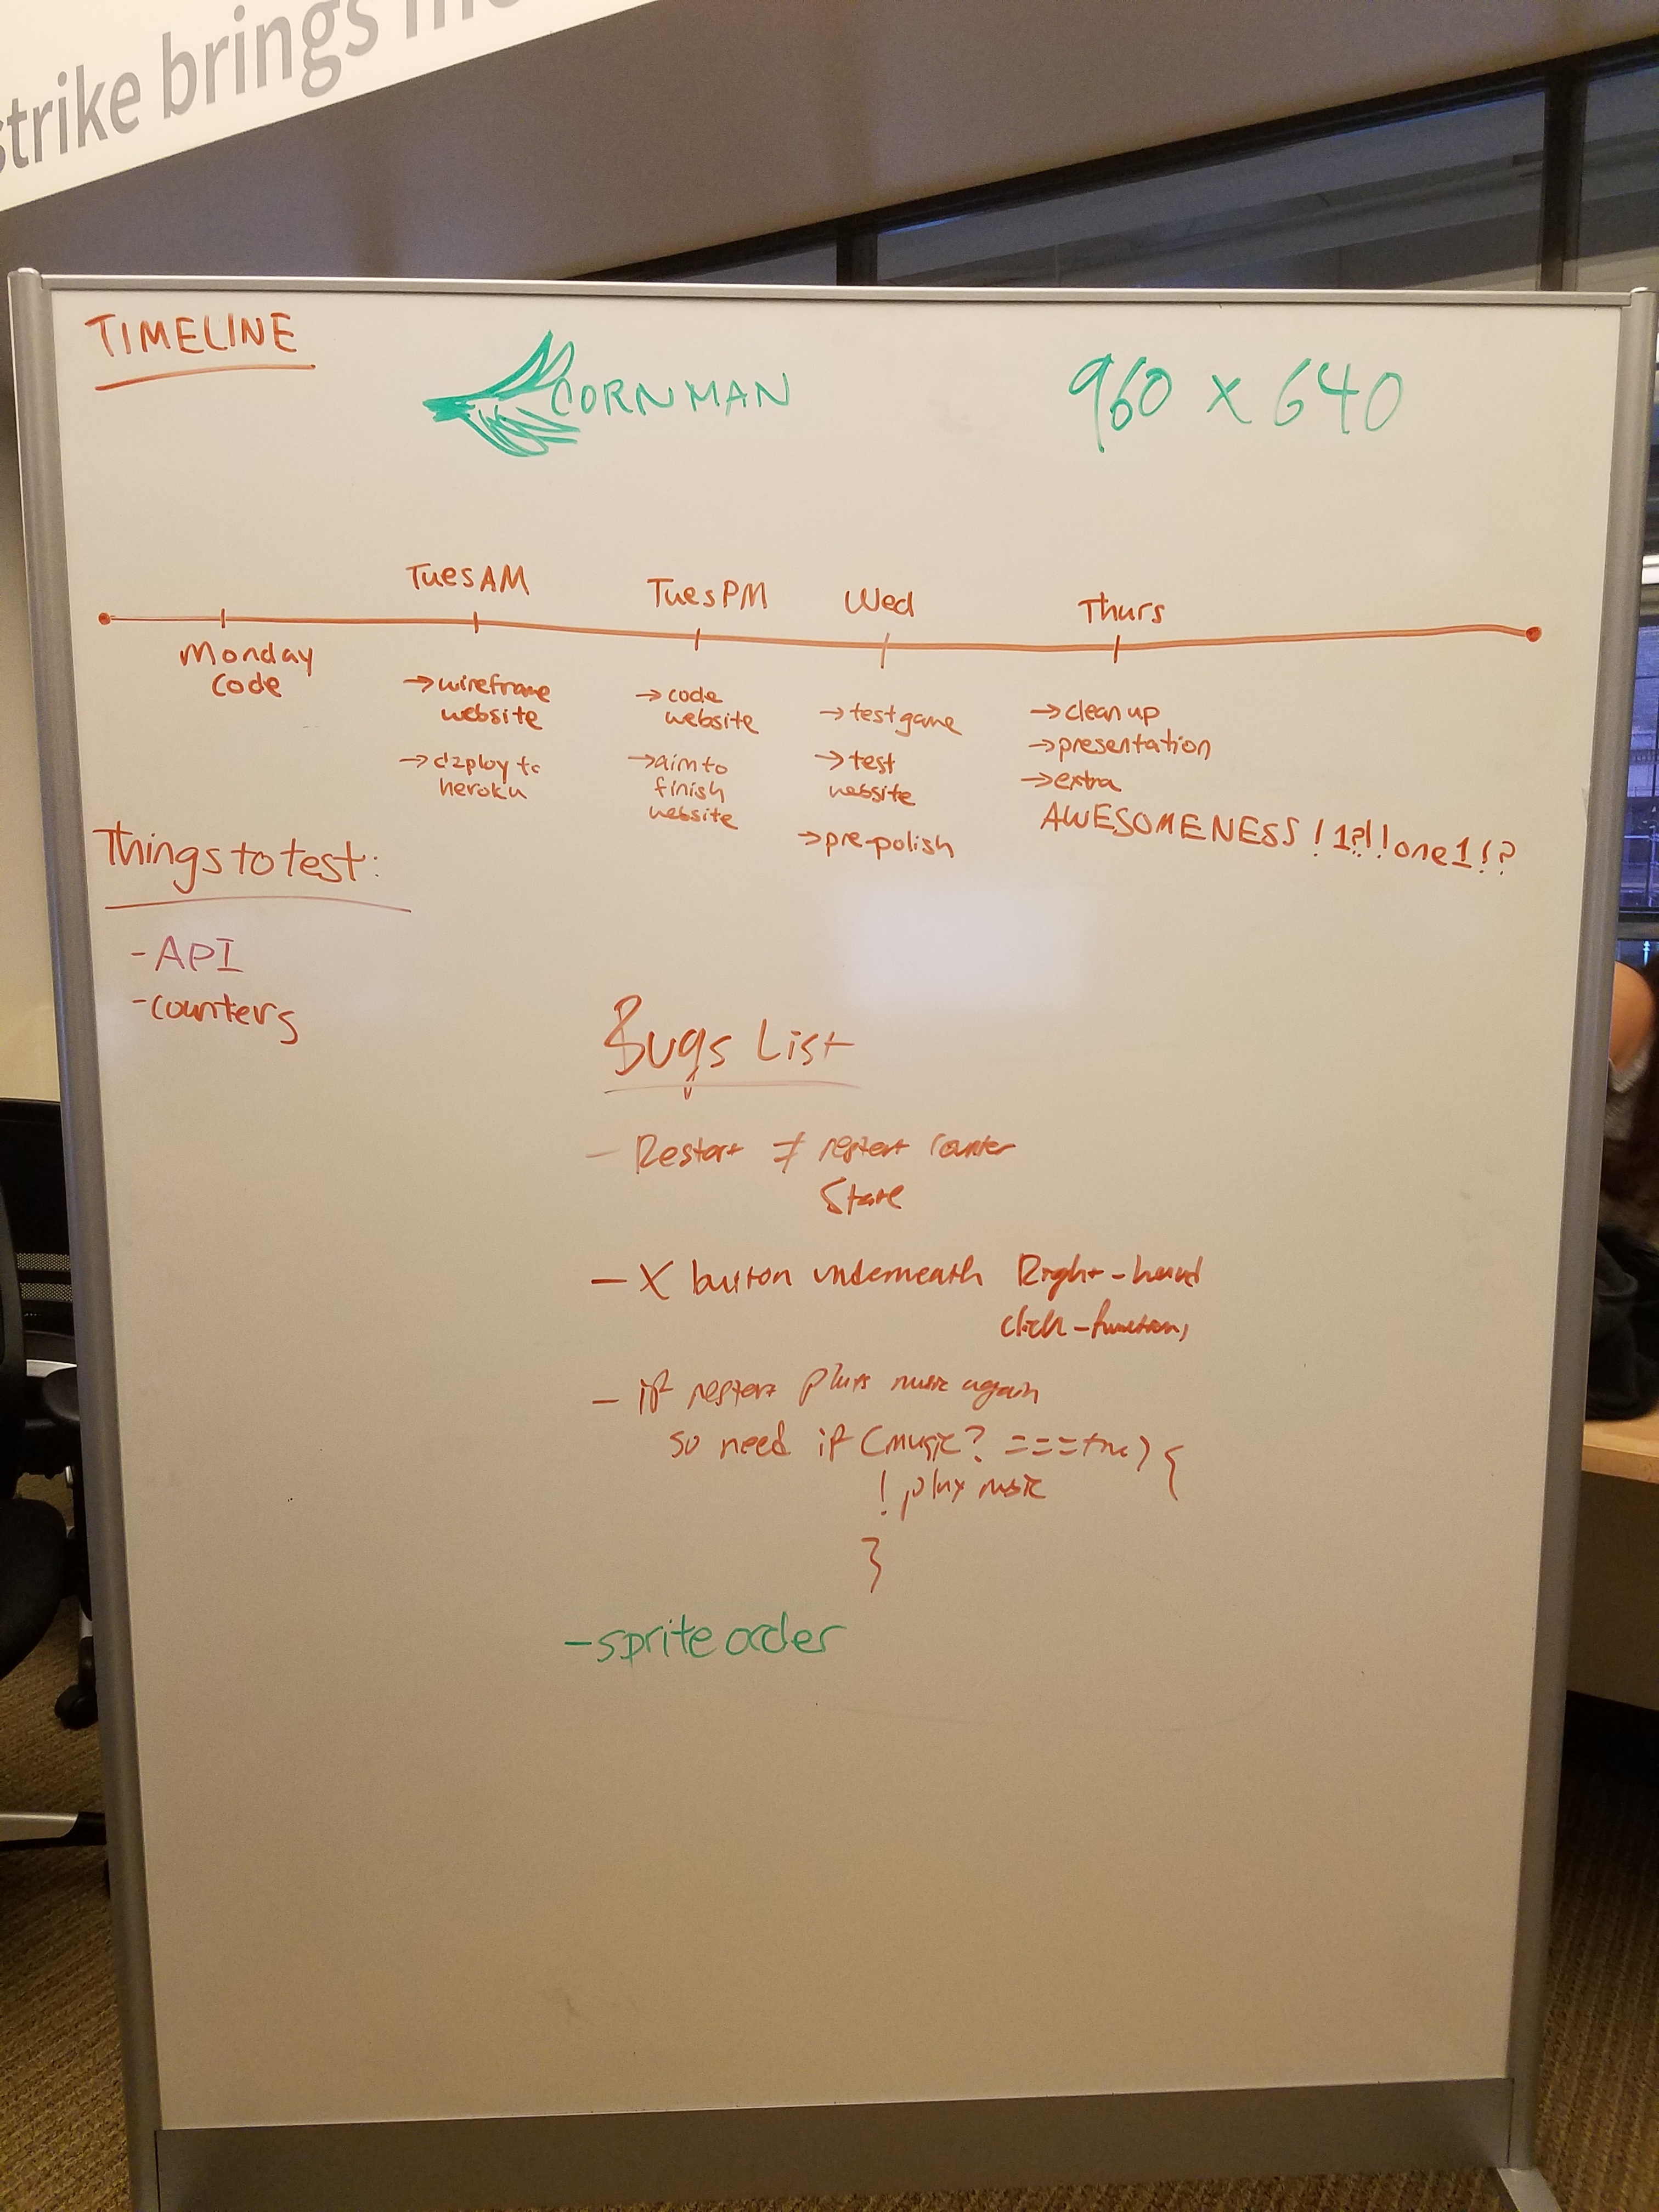 strike brings
TIMELINE
CORNMAN
960 x 640
Tues AM
Tues PM
Wed
Thurs
Monday
Code
→ wireframe
website
→ deploy to
heroku
→ code
website
→ aim to
finish
website
→ test game
→ test
website
→ pre-polish
→ clean up
→ presentation
→ extra
AWESOMENESS!1?!!one1!?
Things to test:
- API
- counters
Bugs List
- Restart ≠ restart counter
State
- X button underneath Right-hand
click-function,
- if restart plays music again
so need if (music? === true) {
! play music
}
- sprite order